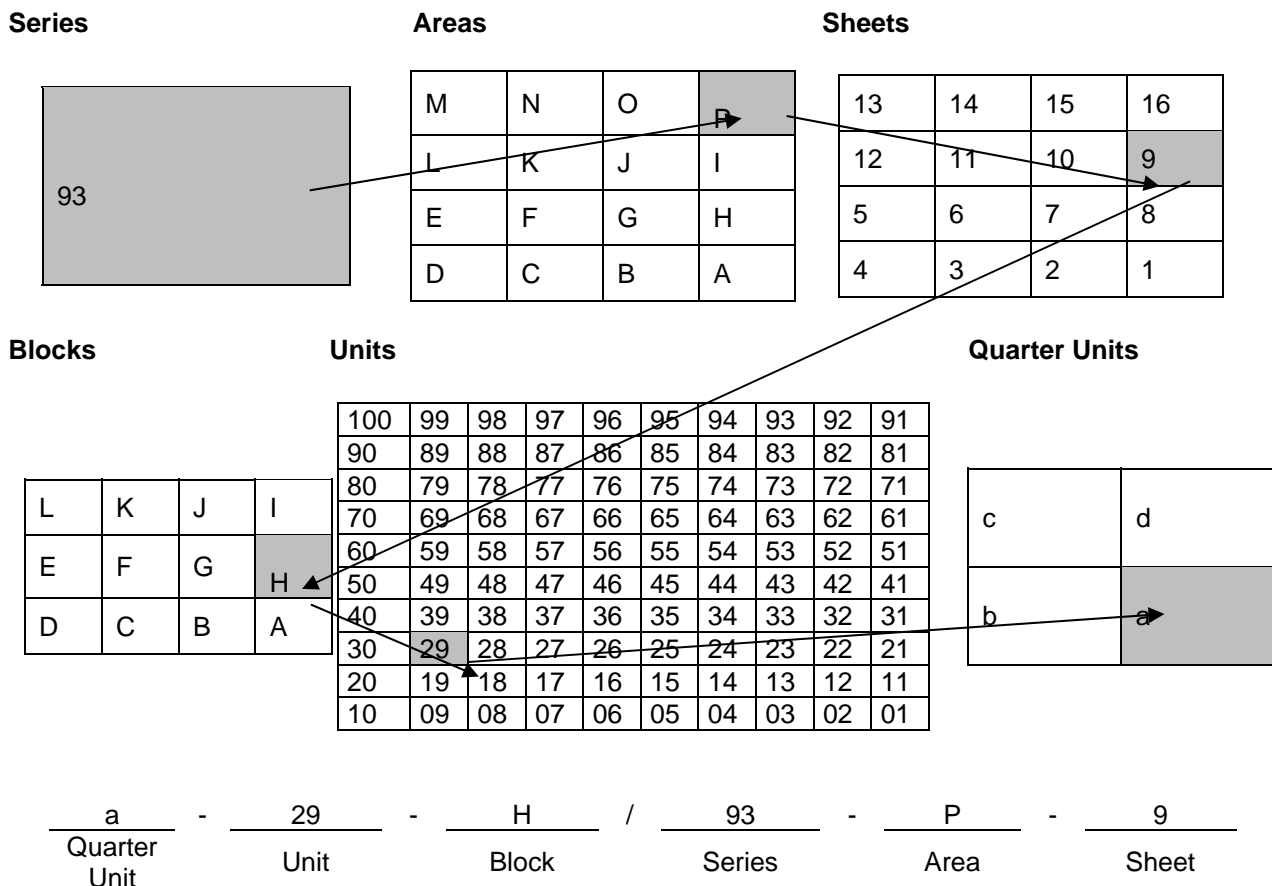 Series Areas Sheets
93
M N O P
L K J I
E F G H
D C B A
13 14 15 16
12 11 10 9
5 6 7 8
4 3 2 1
Blocks Units Quarter Units
L K J I
E F G H
D C B A
100 99 98 97 96 95 94 93 92 91
90 89 88 87 86 85 84 83 82 81
80 79 78 77 76 75 74 73 72 71
70 69 68 67 66 65 64 63 62 61
60 59 58 57 56 55 54 53 52 51
50 49 48 47 46 45 44 43 42 41
40 39 38 37 36 35 34 33 32 31
30 29 28 27 26 25 24 23 22 21
20 19 18 17 16 15 14 13 12 11
10 09 08 07 06 05 04 03 02 01
c d
b a
a - 29 - H / 93 - P - 9
Quarter Unit Unit Block Series Area Sheet